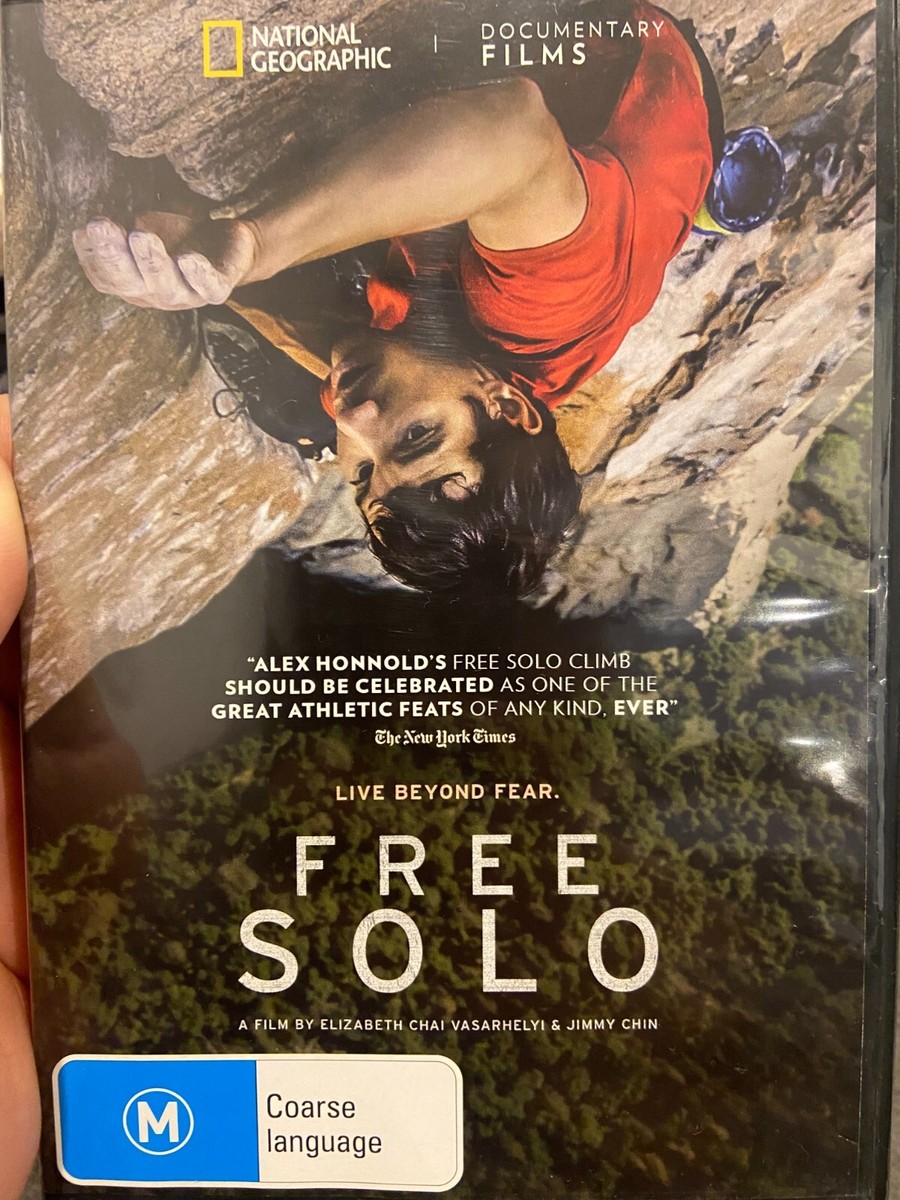 NATIONAL
GEOGRAPHIC
DOCUMENTARY
FILMS
“ALEX HONNOLD’S FREE SOLO CLIMB
SHOULD BE CELEBRATED AS ONE OF THE
GREAT ATHLETIC FEATS OF ANY KIND, EVER”
The New York Times
LIVE BEYOND FEAR.
FREE
SOLO
A FILM BY ELIZABETH CHAI VASARHELYI & JIMMY CHIN
M
Coarse
language